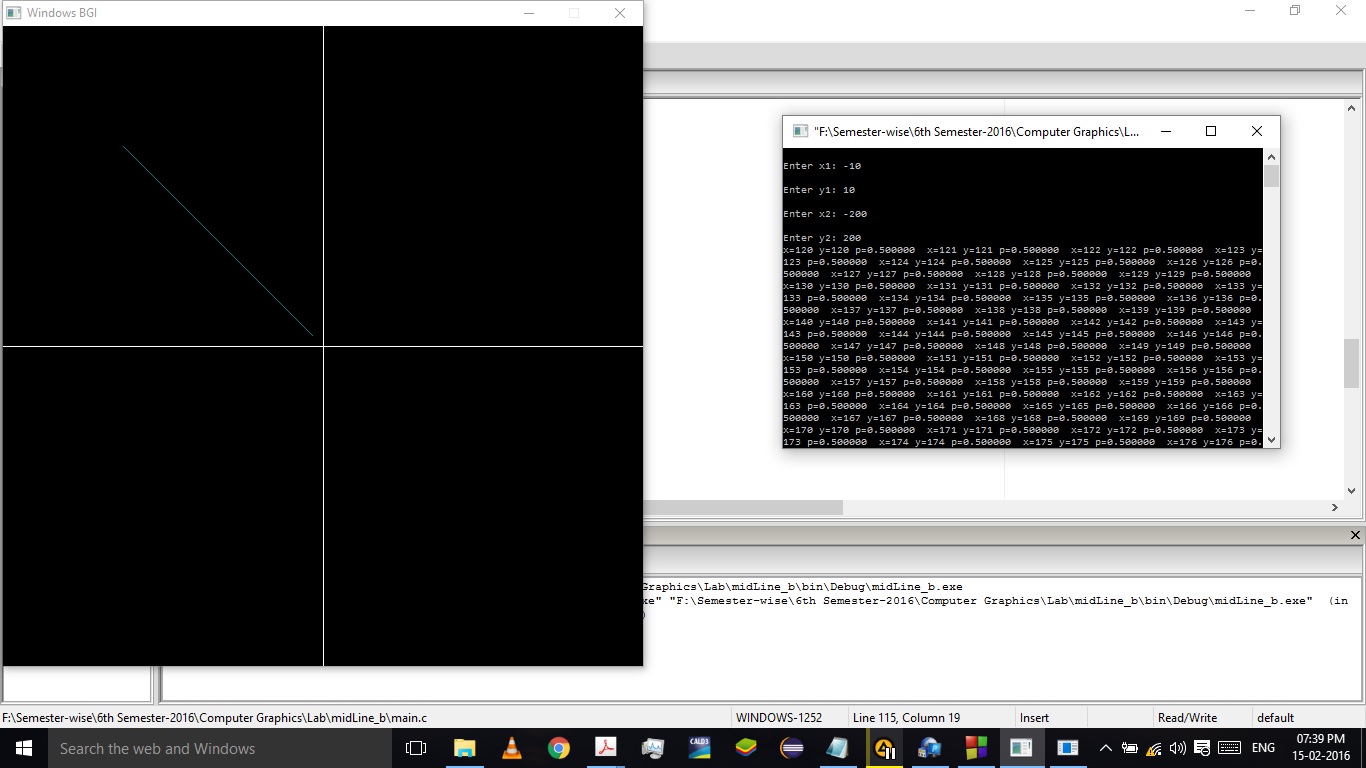 Windows BGI
"F:\Semester-wise\6th Semester-2016\Computer Graphics\L...
Enter x1: -10
Enter y1: 10
Enter x2: -200
Enter y2: 200
x=120 y=120 p=0.500000  x=121 y=121 p=0.500000  x=122 y=122 p=0.500000  x=123 y=
123 p=0.500000  x=124 y=124 p=0.500000  x=125 y=125 p=0.500000  x=126 y=126 p=0.
500000  x=127 y=127 p=0.500000  x=128 y=128 p=0.500000  x=129 y=129 p=0.500000
x=130 y=130 p=0.500000  x=131 y=131 p=0.500000  x=132 y=132 p=0.500000  x=133 y=
133 p=0.500000  x=134 y=134 p=0.500000  x=135 y=135 p=0.500000  x=136 y=136 p=0.
500000  x=137 y=137 p=0.500000  x=138 y=138 p=0.500000  x=139 y=139 p=0.500000
x=140 y=140 p=0.500000  x=141 y=141 p=0.500000  x=142 y=142 p=0.500000  x=143 y=
143 p=0.500000  x=144 y=144 p=0.500000  x=145 y=145 p=0.500000  x=146 y=146 p=0.
500000  x=147 y=147 p=0.500000  x=148 y=148 p=0.500000  x=149 y=149 p=0.500000
x=150 y=150 p=0.500000  x=151 y=151 p=0.500000  x=152 y=152 p=0.500000  x=153 y=
153 p=0.500000  x=154 y=154 p=0.500000  x=155 y=155 p=0.500000  x=156 y=156 p=0.
500000  x=157 y=157 p=0.500000  x=158 y=158 p=0.500000  x=159 y=159 p=0.500000
x=160 y=160 p=0.500000  x=161 y=161 p=0.500000  x=162 y=162 p=0.500000  x=163 y=
163 p=0.500000  x=164 y=164 p=0.500000  x=165 y=165 p=0.500000  x=166 y=166 p=0.
500000  x=167 y=167 p=0.500000  x=168 y=168 p=0.500000  x=169 y=169 p=0.500000
x=170 y=170 p=0.500000  x=171 y=171 p=0.500000  x=172 y=172 p=0.500000  x=173 y=
173 p=0.500000  x=174 y=174 p=0.500000  x=175 y=175 p=0.500000  x=176 y=176 p=0.
Graphics\Lab\midLine_b\bin\Debug\midLine_b.exe
xe" "F:\Semester-wise\6th Semester-2016\Computer Graphics\Lab\midLine_b\bin\Debug\midLine_b.exe"  (in
)
F:\Semester-wise\6th Semester-2016\Computer Graphics\Lab\midLine_b\main.c WINDOWS-1252 Line 115, Column 19 Insert Read/Write default
Search the web and Windows CALD3 ENG 07:39 PM
15-02-2016